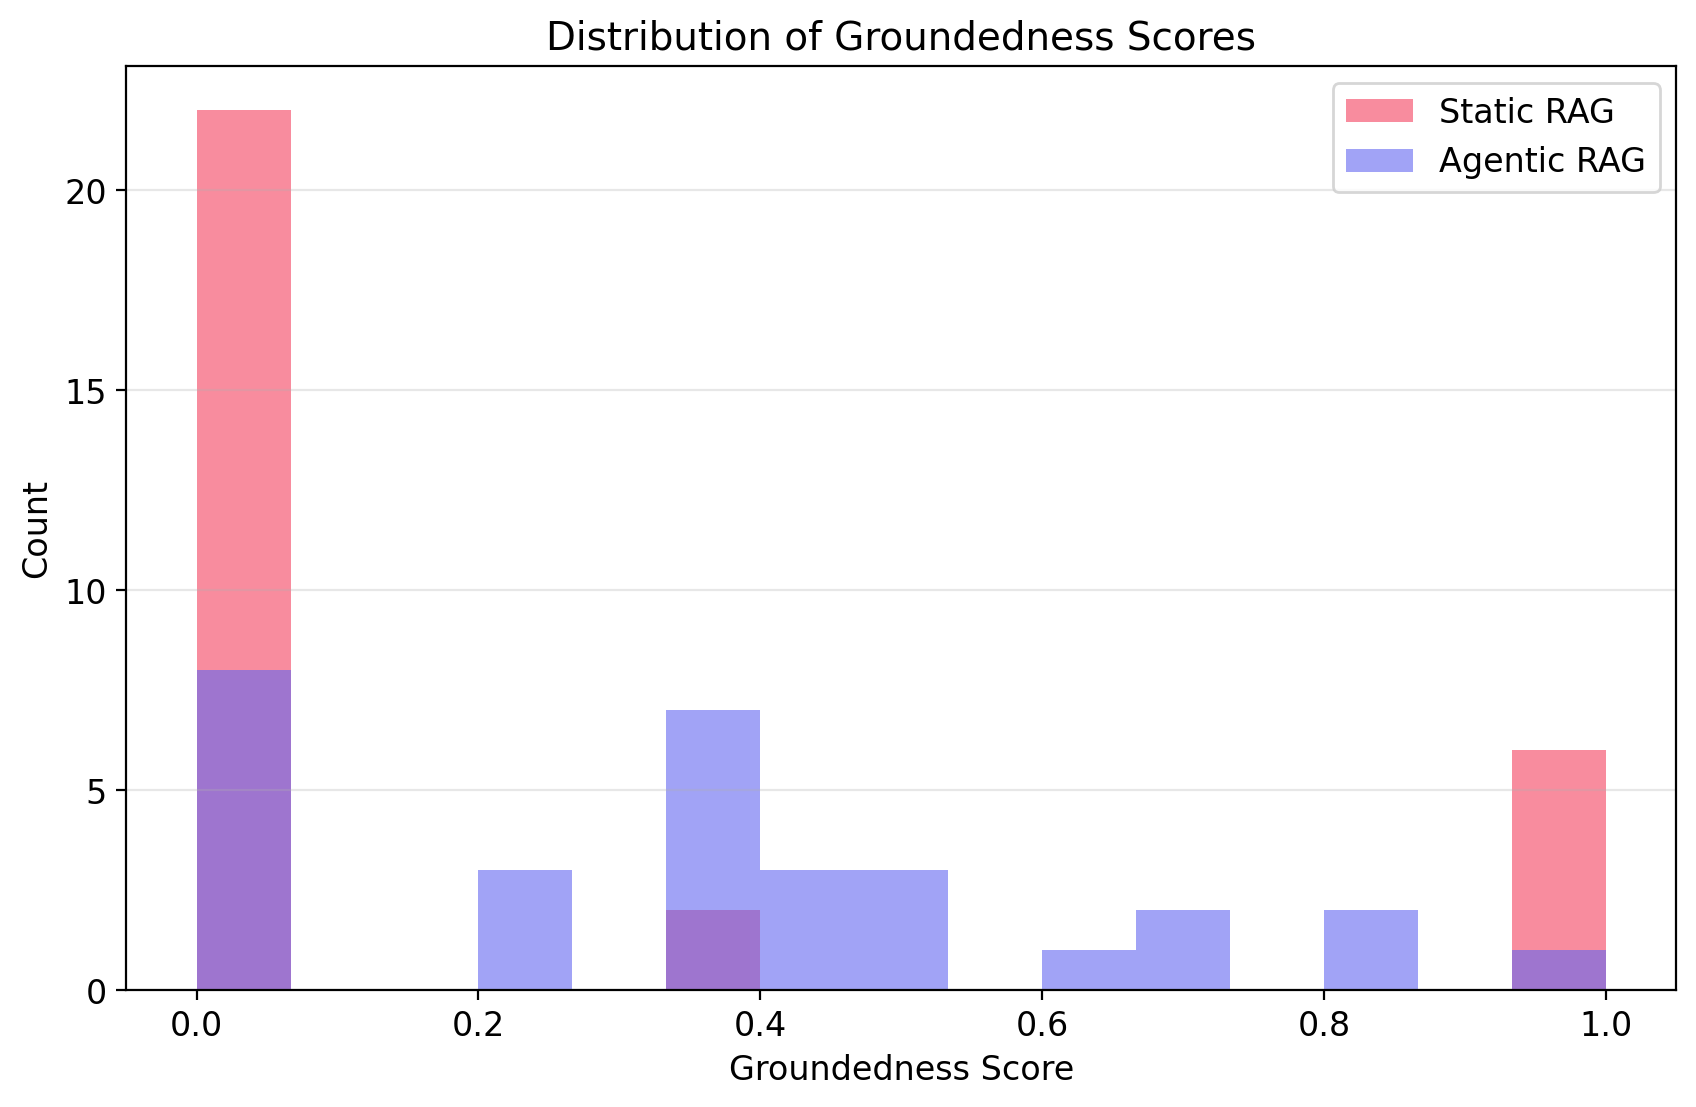 Distribution of Groundedness Scores
Static RAG
Agentic RAG
Count
20
15
10
5
0
0.0 0.2 0.4 0.6 0.8 1.0
Groundedness Score